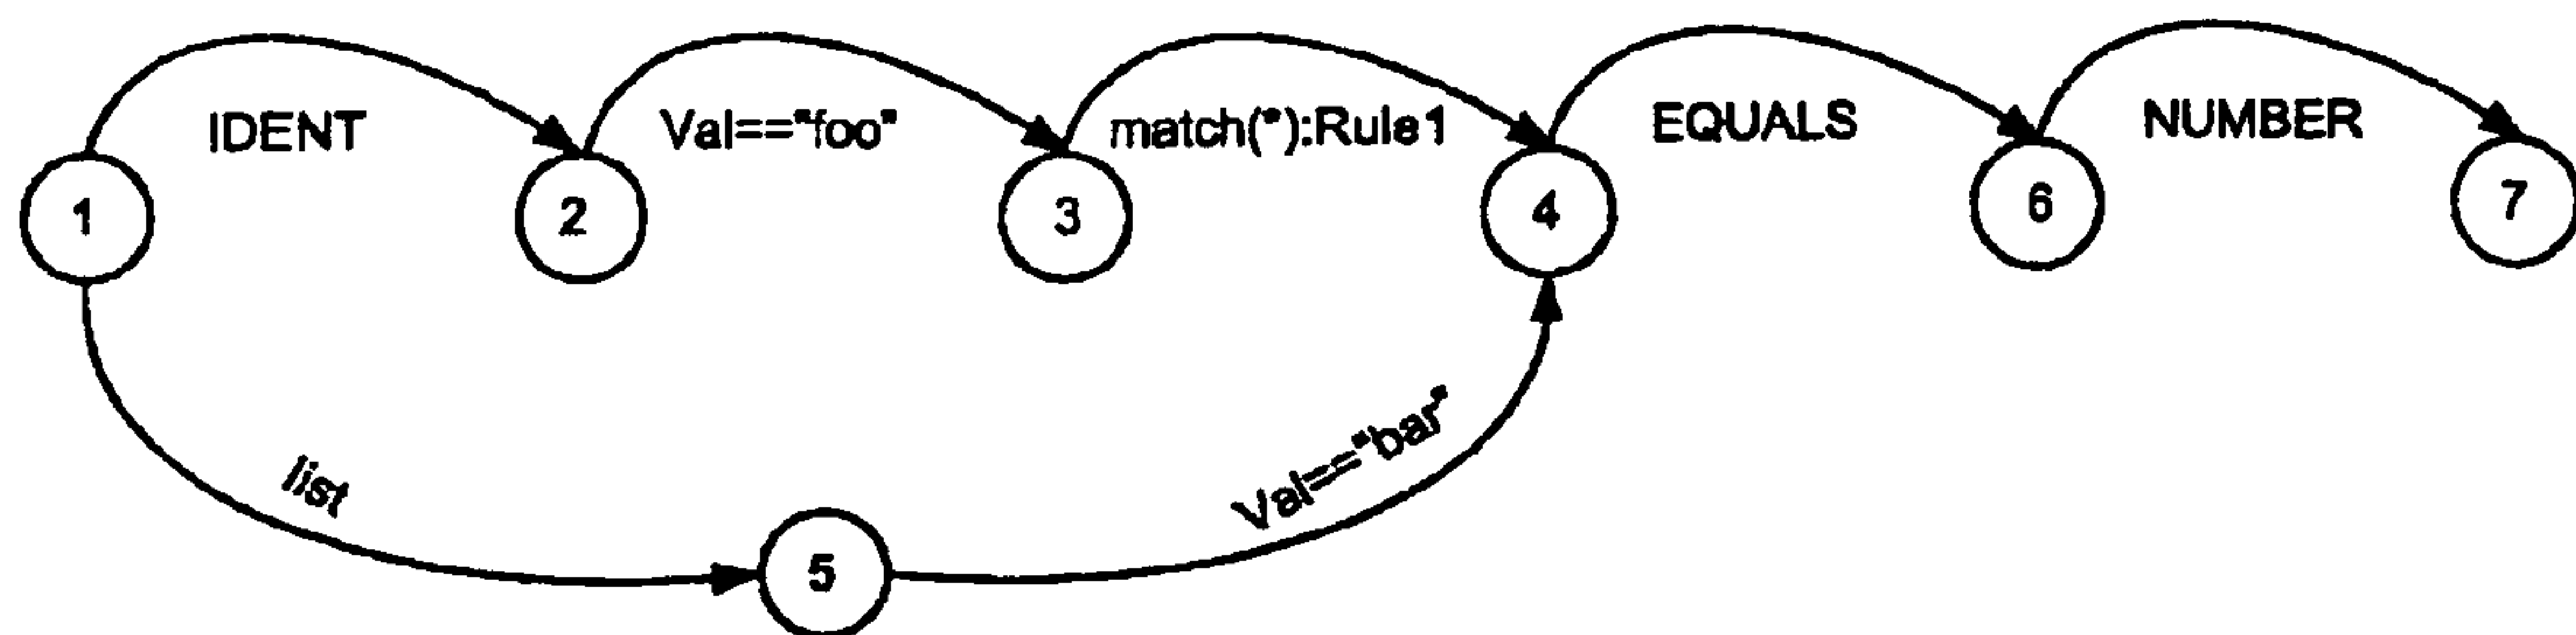 IDENT
Val=="foo"
match(*):Rule1
EQUALS
NUMBER
1
2
3
4
6
7
list
Val=="bar"
5